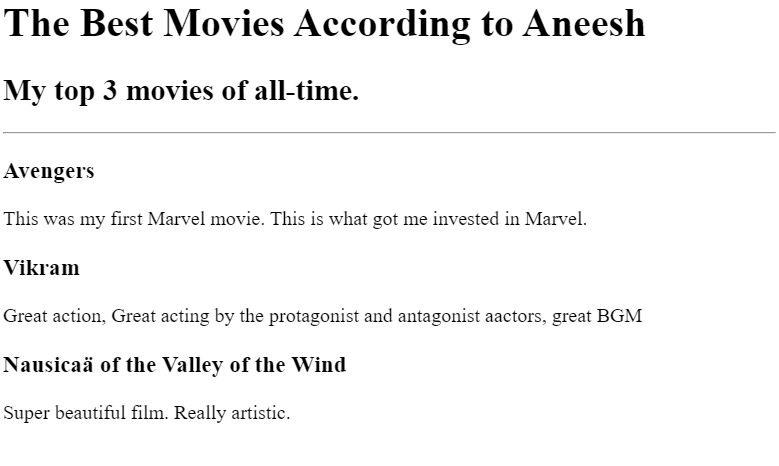 The Best Movies According to Aneesh
My top 3 movies of all-time.
Avengers
This was my first Marvel movie. This is what got me invested in Marvel.
Vikram
Great action, Great acting by the protagonist and antagonist aactors, great BGM
Nausicaä of the Valley of the Wind
Super beautiful film. Really artistic.